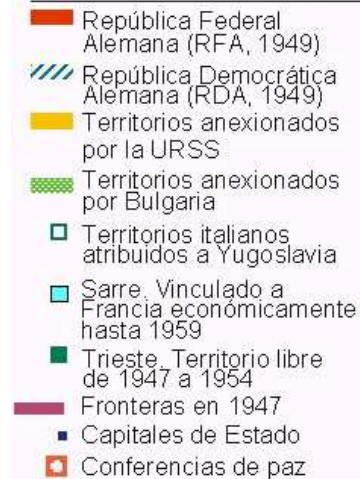 República Federal
Alemana (RFA, 1949)
República Democrática
Alemana (RDA, 1949)
Territorios anexionados
por la URSS
Territorios anexionados
por Bulgaria
Territorios italianos
atribuidos a Yugoslavia
Sarre. Vinculado a
Francia económicamente
hasta 1959
Trieste. Territorio libre
de 1947 a 1954
Fronteras en 1947
Capitales de Estado
Conferencias de paz